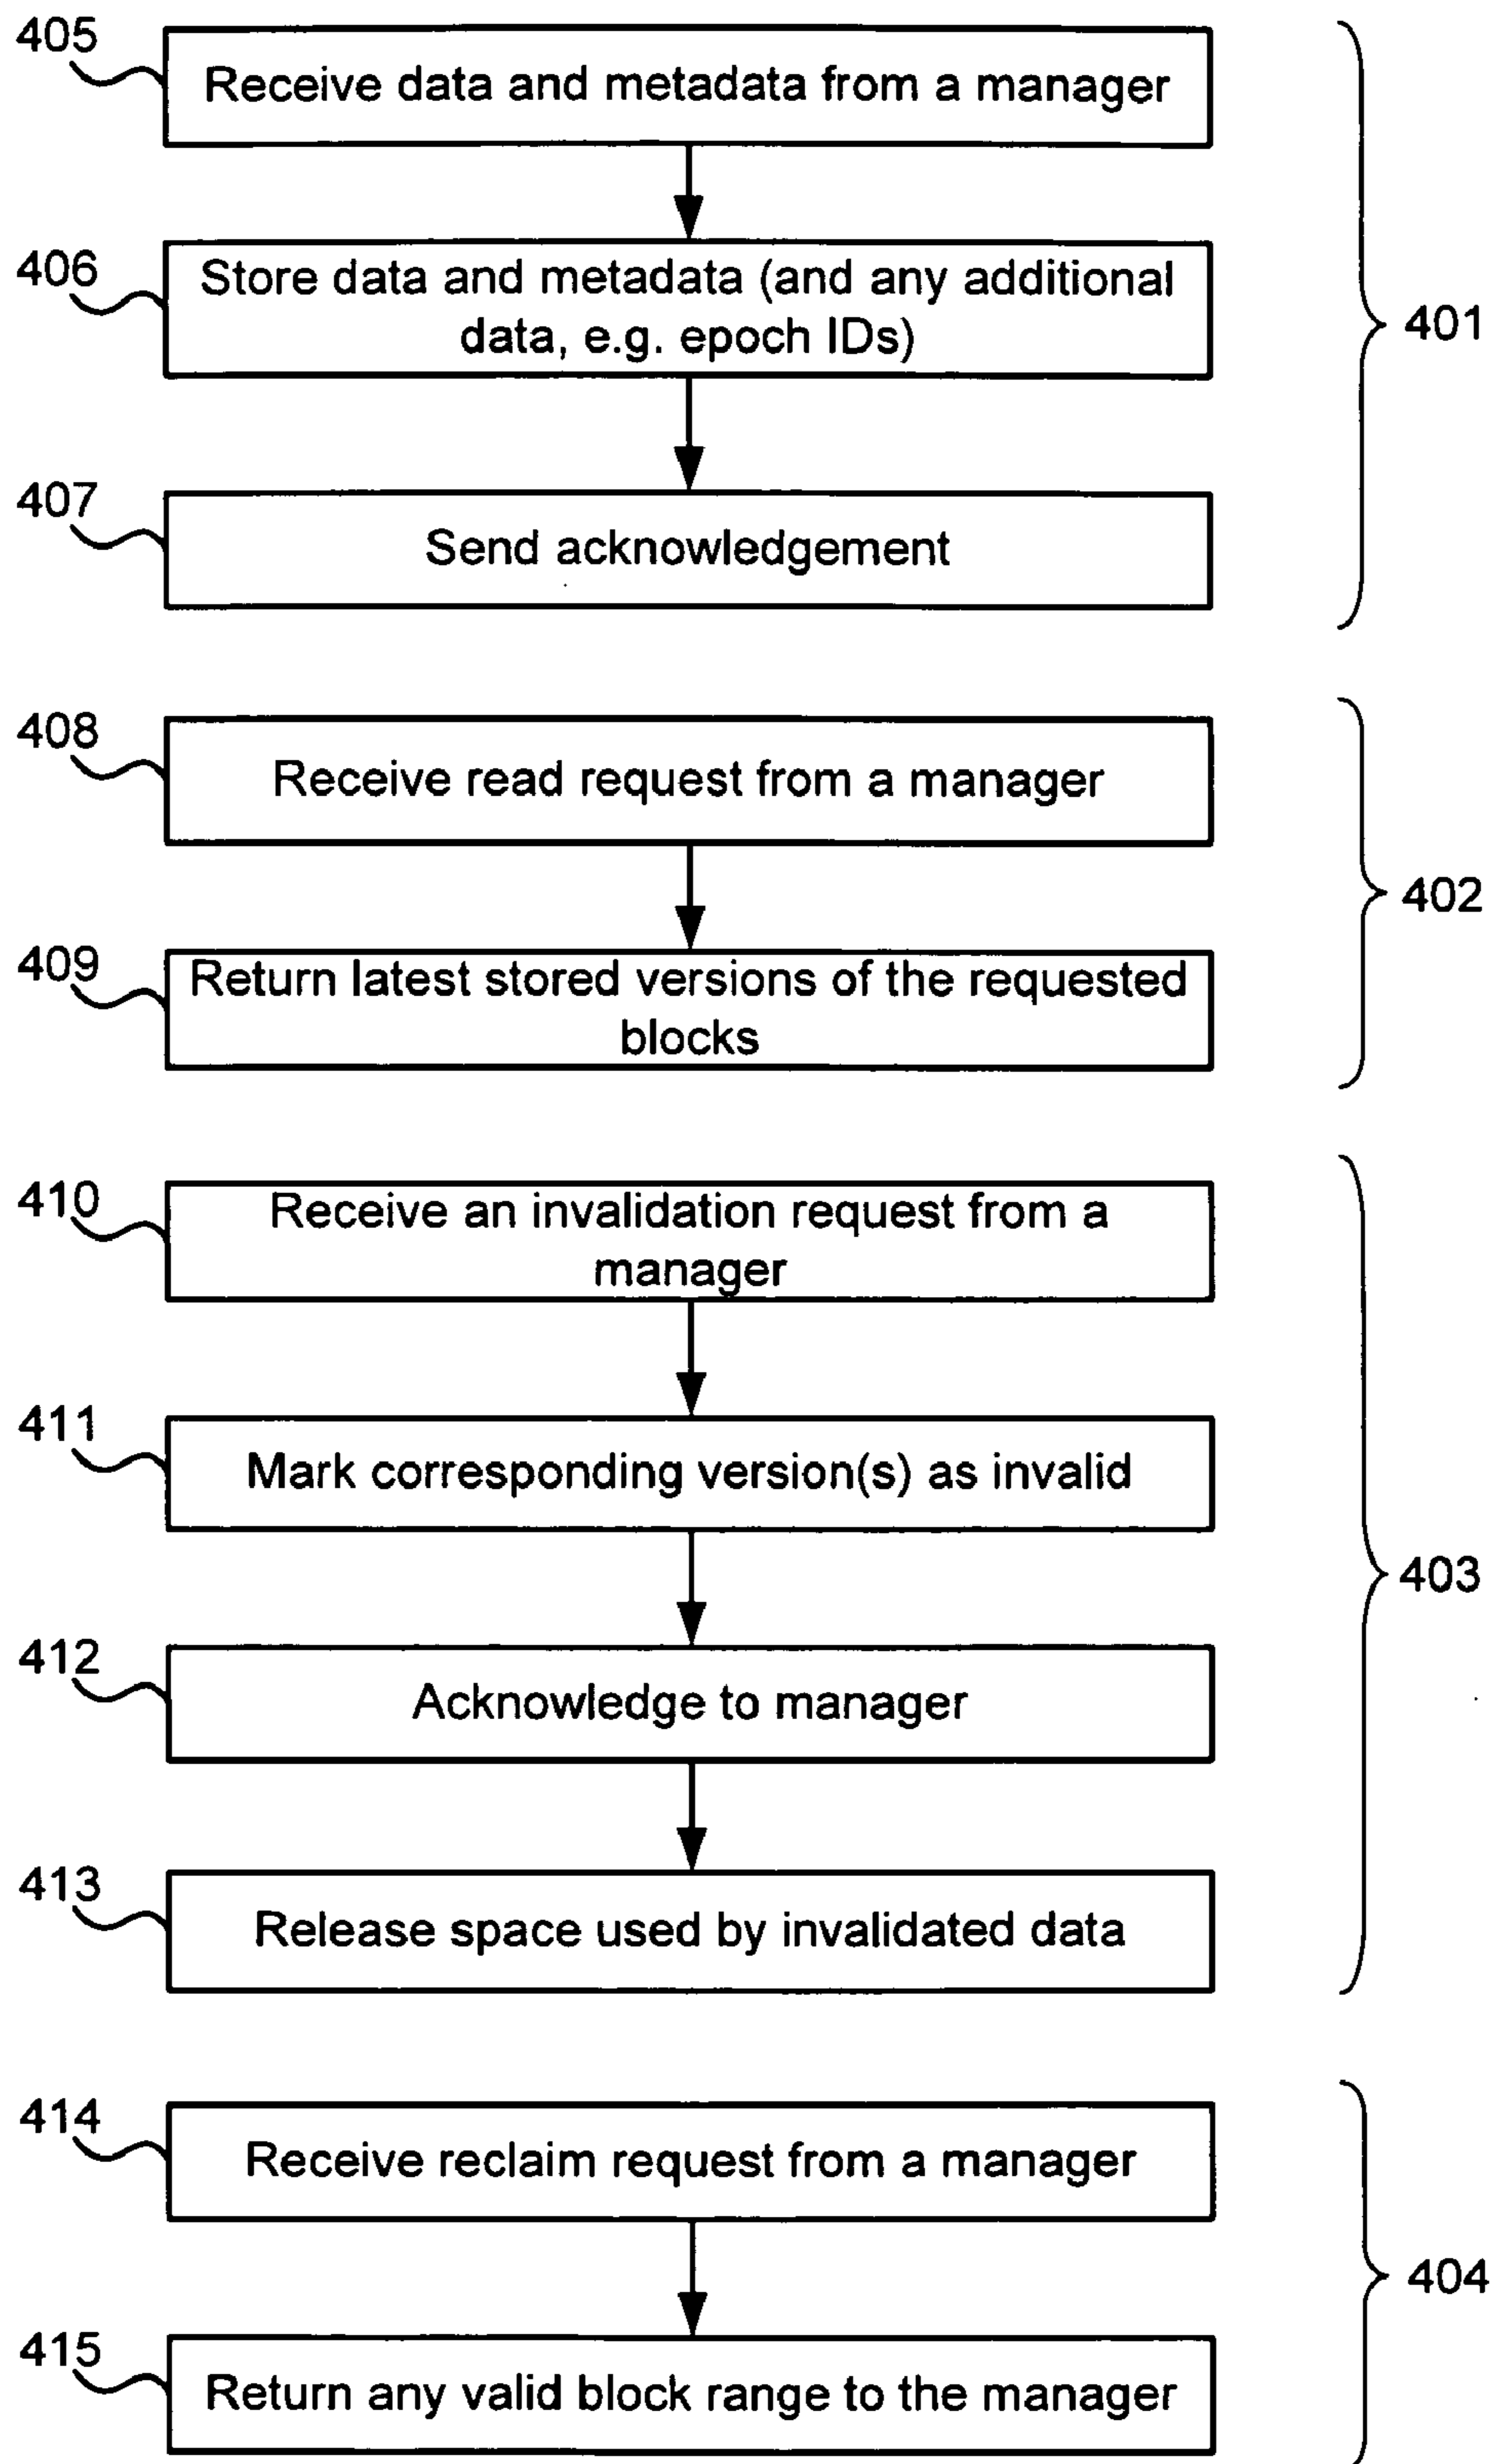 405
Receive data and metadata from a manager
406
Store data and metadata (and any additional
data, e.g. epoch IDs)
401
407
Send acknowledgement
408
Receive read request from a manager
402
409
Return latest stored versions of the requested
blocks
410
Receive an invalidation request from a
manager
411
Mark corresponding version(s) as invalid
403
412
Acknowledge to manager
413
Release space used by invalidated data
414
Receive reclaim request from a manager
404
415
Return any valid block range to the manager